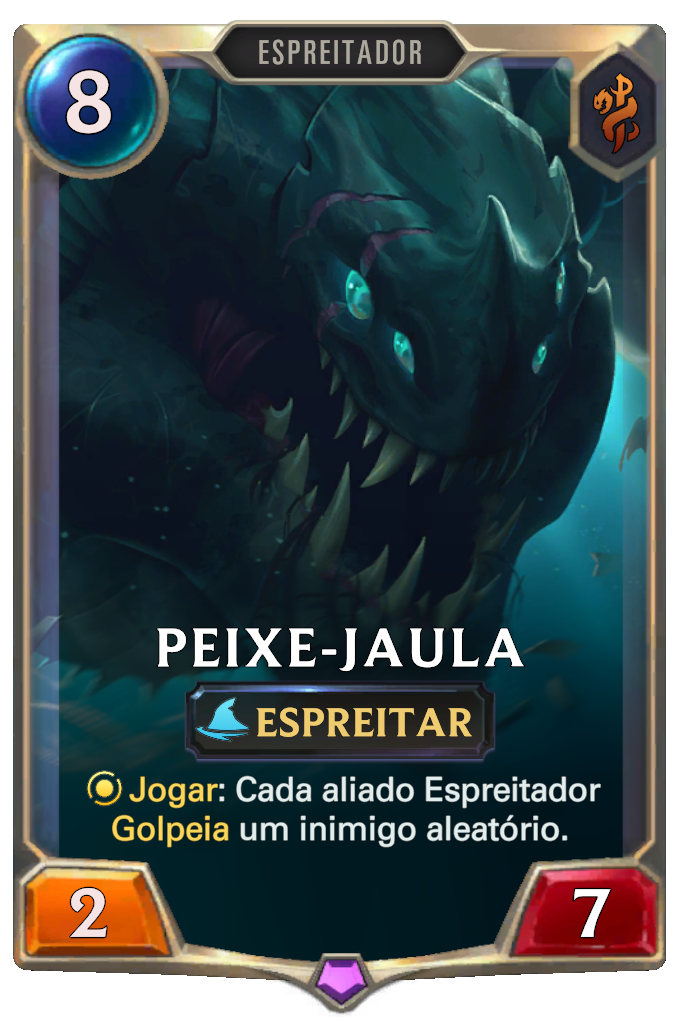 ESPREITADOR
8
PEIXE-JAULA
ESPREITAR
Jogar: Cada aliado Espreitador
Golpeia um inimigo aleatório.
2
7